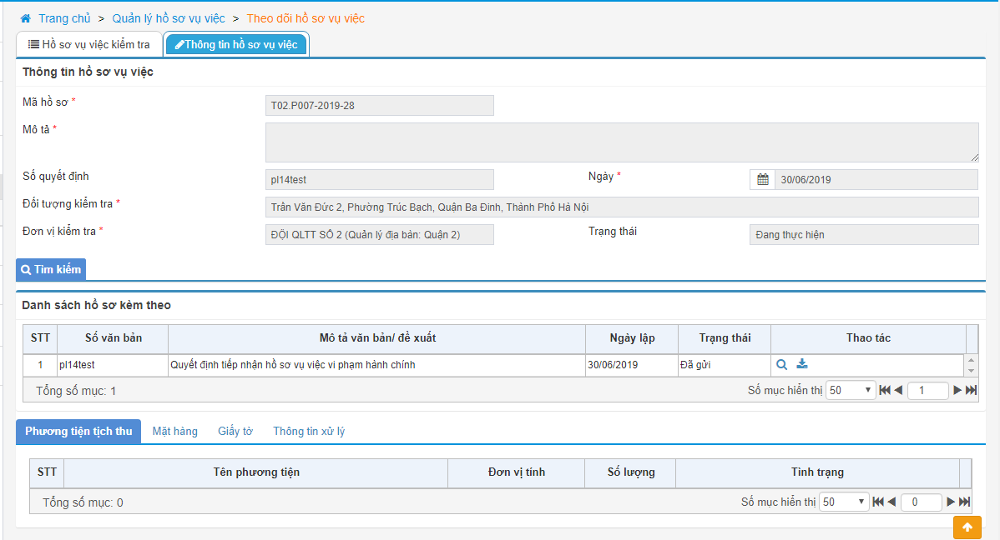 Trang chủ > Quản lý hồ sơ vụ việc > Theo dõi hồ sơ vụ việc
Hồ sơ vụ việc kiểm tra Thông tin hồ sơ vụ việc
Thông tin hồ sơ vụ việc
Mã hồ sơ * T02.P007-2019-28
Mô tả *
Số quyết định pl14test Ngày * 30/06/2019
Đối tượng kiểm tra * Trần Văn Đức 2, Phường Trúc Bạch, Quận Ba Đình, Thành Phố Hà Nội
Đơn vị kiểm tra * ĐỘI QLTT SỐ 2 (Quản lý địa bàn: Quận 2) Trạng thái Đang thực hiện
Tìm kiếm
Danh sách hồ sơ kèm theo
STT Số văn bản Mô tả văn bản/ đề xuất Ngày lập Trạng thái Thao tác
1 pl14test Quyết định tiếp nhận hồ sơ vụ việc vi phạm hành chính 30/06/2019 Đã gửi
Tổng số mục: 1 Số mục hiển thị 50 1
Phương tiện tịch thu Mặt hàng Giấy tờ Thông tin xử lý
STT Tên phương tiện Đơn vị tính Số lượng Tình trạng
Tổng số mục: 0 Số mục hiển thị 50 0